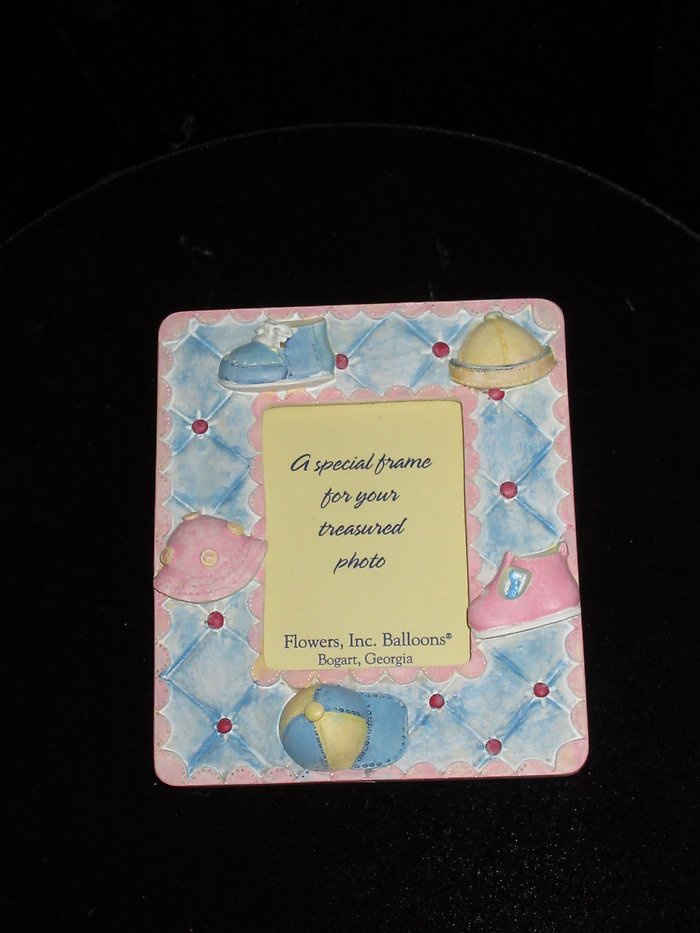 A special frame
for your
treasured
photo
Flowers, Inc. Balloons®
Bogart, Georgia